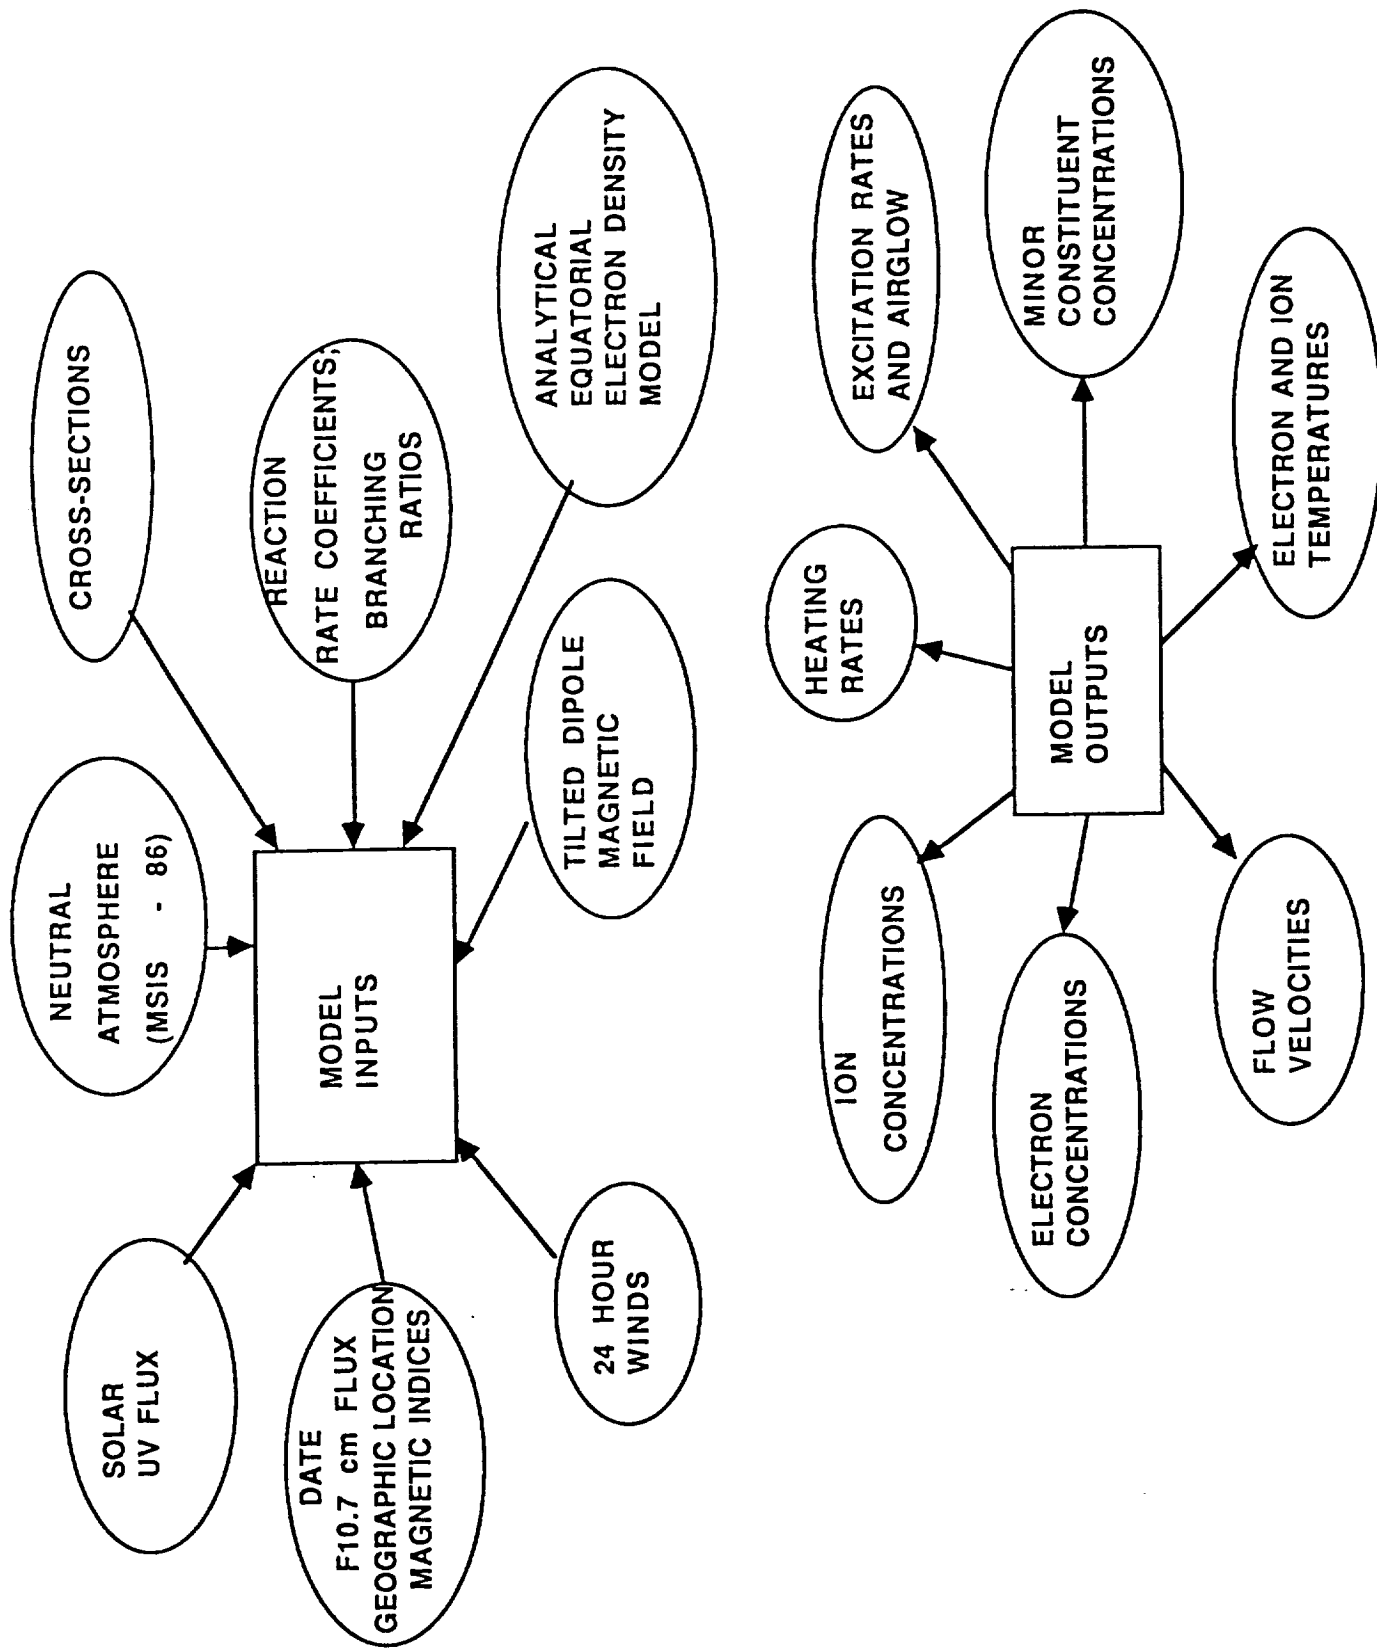 SOLAR
UV FLUX
NEUTRAL
ATMOSPHERE
(MSIS - 86)
CROSS-SECTIONS
DATE
F10.7 cm FLUX
GEOGRAPHIC LOCATION
MAGNETIC INDICES
MODEL
INPUTS
REACTION
RATE COEFFICIENTS;
BRANCHING
RATIOS
24 HOUR
WINDS
TILTED DIPOLE
MAGNETIC
FIELD
ANALYTICAL
EQUATORIAL
ELECTRON DENSITY
MODEL
ION
CONCENTRATIONS
HEATING
RATES
EXCITATION RATES
AND AIRGLOW
ELECTRON
CONCENTRATIONS
MODEL
OUTPUTS
MINOR
CONSTITUENT
CONCENTRATIONS
FLOW
VELOCITIES
ELECTRON AND ION
TEMPERATURES